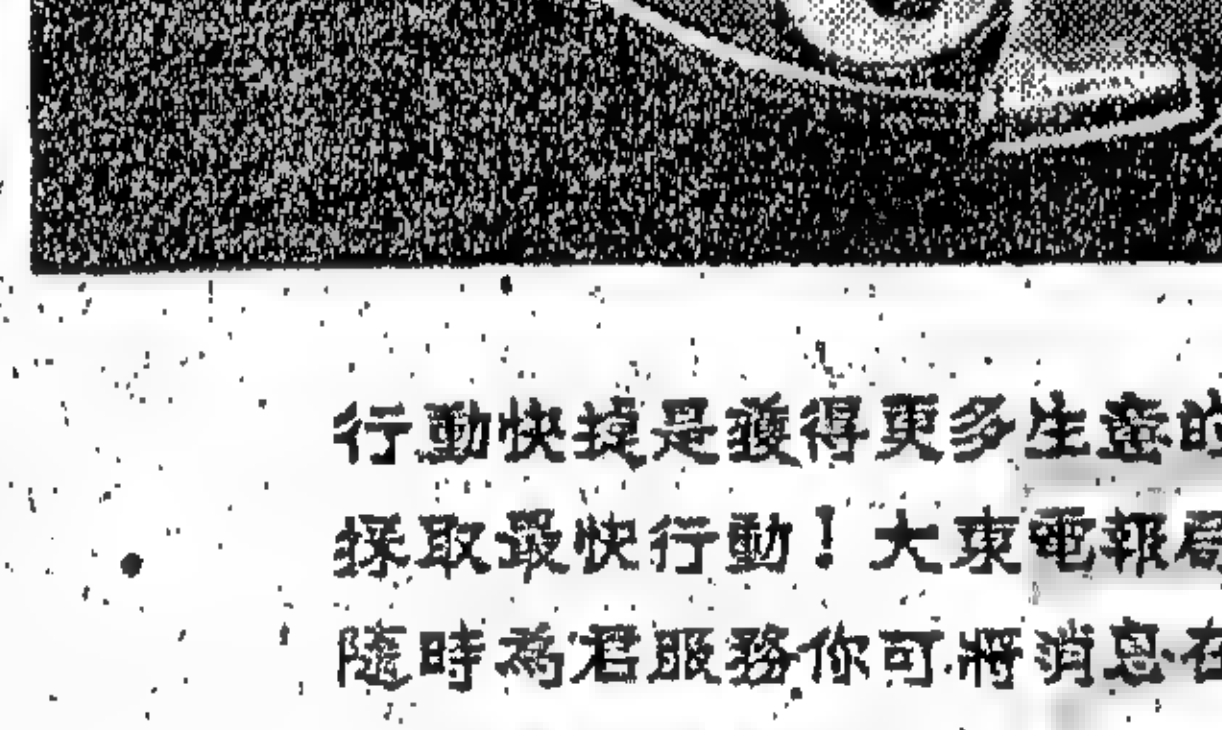 行動快捷是獲得更多生意的
採取最快行動！大東電報局
隨時為君服務你可將消息在